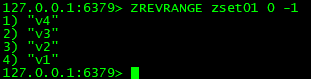 127.0.0.1:6379> ZREVRANGE zset01 0 -1
1) "v4"
2) "v3"
3) "v2"
4) "v1"
127.0.0.1:6379>